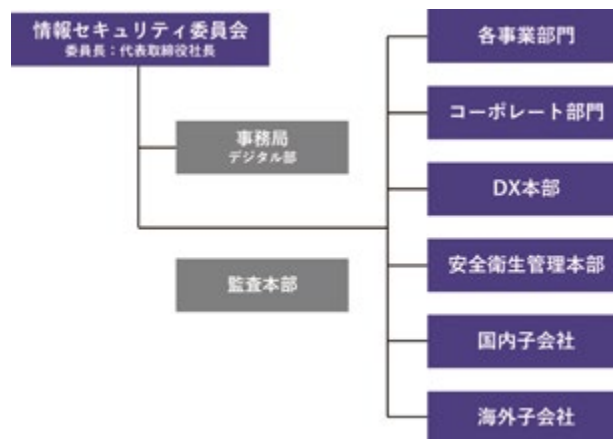 情報セキュリティ委員会
委員長：代表取締役社長
事務局
デジタル部
監査本部
各事業部門
コーポレート部門
DX本部
安全衛生管理本部
国内子会社
海外子会社